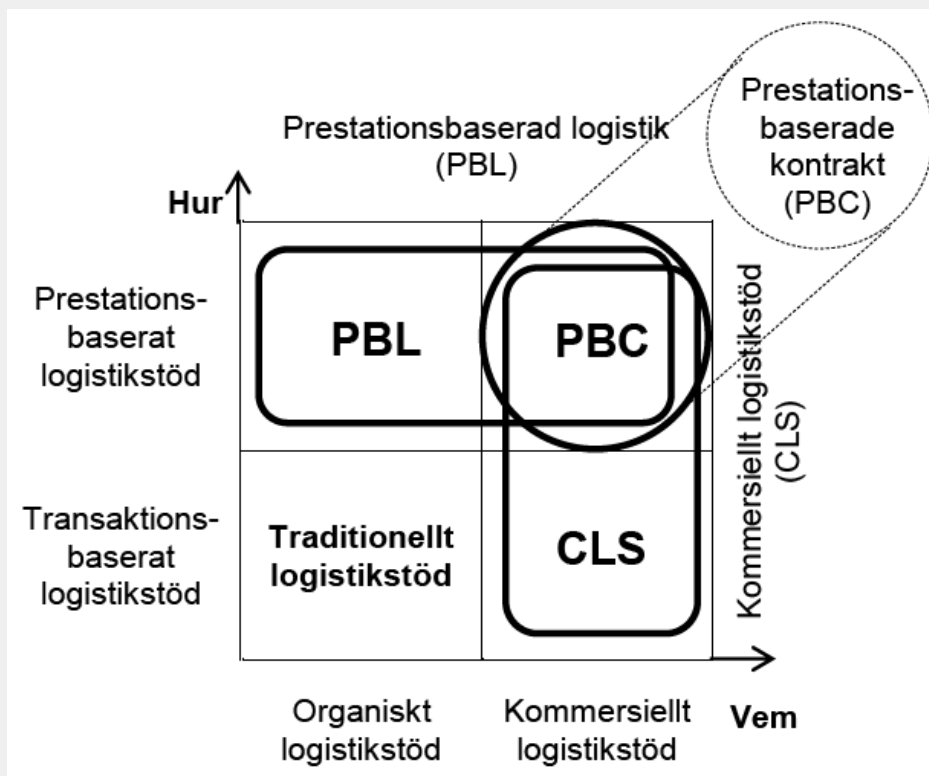 Prestationsbaserad logistik
(PBL)
Prestations-
baserade
kontrakt
(PBC)
Hur
Prestations-
baserat
logistikstöd
PBL
PBC
Kommersiellt logistikstöd
(CLS)
Transaktions-
baserat
logistikstöd
Traditionellt
logistikstöd
CLS
Organiskt
logistikstöd
Kommersiellt
logistikstöd
Vem